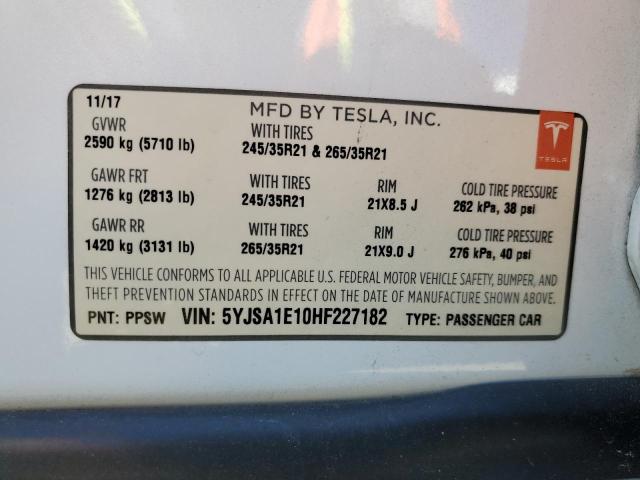 11/17 MFD BY TESLA, INC.
GVWR WITH TIRES
2590 kg (5710 lb) 245/35R21 & 265/35R21
TESLA
GAWR FRT WITH TIRES RIM COLD TIRE PRESSURE
1276 kg (2813 lb) 245/35R21 21X8.5 J 262 kPa, 38 psi
GAWR RR WITH TIRES RIM COLD TIRE PRESSURE
1420 kg (3131 lb) 265/35R21 21X9.0 J 276 kPa, 40 psi
THIS VEHICLE CONFORMS TO ALL APPLICABLE U.S. FEDERAL MOTOR VEHICLE SAFETY, BUMPER, AND
THEFT PREVENTION STANDARDS IN EFFECT ON THE DATE OF MANUFACTURE SHOWN ABOVE.
PNT: PPSW VIN: 5YJSA1E10HF227182 TYPE: PASSENGER CAR